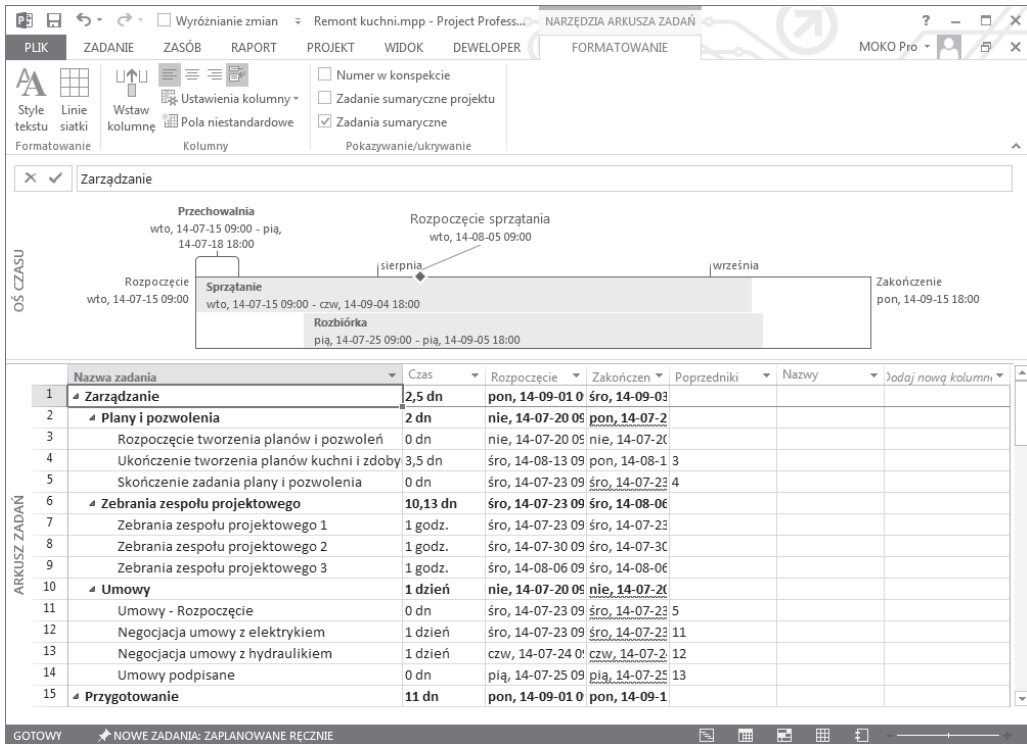 Wyróżnianie zmian Remont kuchni.mpp - Project Profess... NARZĘDZIA ARKUSZA ZADAŃ ?
PLIK ZADANIE ZASÓB RAPORT PROJEKT WIDOK DEWELOPER FORMATOWANIE MOKO Pro
Style tekstu
Linie siatki
Formatowanie
Wstaw kolumnę
Ustawienia kolumny
Pola niestandardowe
Kolumny
Numer w konspekcie
Zadanie sumaryczne projektu
Zadania sumaryczne
Pokazywanie/ukrywanie
Zarządzanie
OŚ CZASU
Przechowalnia
wto, 14-07-15 09:00 - pią,
14-07-18 18:00
Rozpoczęcie sprzątania
wto, 14-08-05 09:00
sierpnia
września
Rozpoczęcie
wto, 14-07-15 09:00
Sprzątanie
wto, 14-07-15 09:00 - czw, 14-09-04 18:00
Rozbiórka
pią, 14-07-25 09:00 - pią, 14-09-05 18:00
Zakończenie
pon, 14-09-15 18:00
ARKUSZ ZADAŃ
Nazwa zadania Czas Rozpoczęcie Zakończen Poprzedniki Nazwy
1 Zarządzanie 2,5 dn pon, 14-09-01 0 śro, 14-09-03
2 Plany i pozwolenia 2 dn nie, 14-07-20 09 pon, 14-07-2
3 Rozpoczęcie tworzenia planów i pozwoleń 0 dn nie, 14-07-20 09 nie, 14-07-20
4 Ukończenie tworzenia planów kuchni i zdoby 3,5 dn śro, 14-08-13 09 pon, 14-08-1 3
5 Skończenie zadania plany i pozwolenia 0 dn śro, 14-07-23 09 śro, 14-07-23 4
6 Zebrania zespołu projektowego 10,13 dn śro, 14-07-23 09 śro, 14-08-06
7 Zebrania zespołu projektowego 1 1 godz. śro, 14-07-23 09 śro, 14-07-23
8 Zebrania zespołu projektowego 2 1 godz. śro, 14-07-30 09 śro, 14-07-30
9 Zebrania zespołu projektowego 3 1 godz. śro, 14-08-06 09 śro, 14-08-06
10 Umowy 1 dzień nie, 14-07-20 09 nie, 14-07-20
11 Umowy - Rozpoczęcie 0 dn śro, 14-07-23 09 śro, 14-07-23 5
12 Negocjacja umowy z elektrykiem 1 dzień śro, 14-07-23 09 śro, 14-07-23 11
13 Negocjacja umowy z hydraulikiem 1 dzień czw, 14-07-24 0 czw, 14-07-2 12
14 Umowy podpisane 0 dn pią, 14-07-25 09 pią, 14-07-25 13
15 Przygotowanie 11 dn pon, 14-09-01 0 pon, 14-09-1
GOTOWY NOWE ZADANIA: ZAPLANOWANE RĘCZNIE